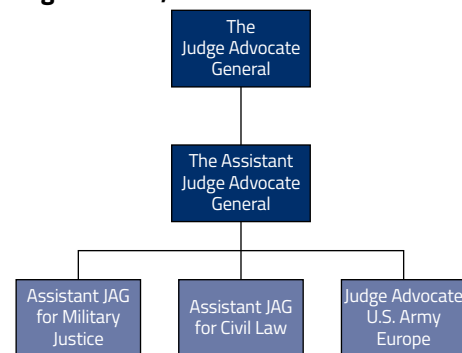 The
Judge Advocate
General
The Assistant
Judge Advocate
General
Assistant JAG
for Military
Justice
Assistant JAG
for Civil Law
Judge Advocate
U.S. Army
Europe